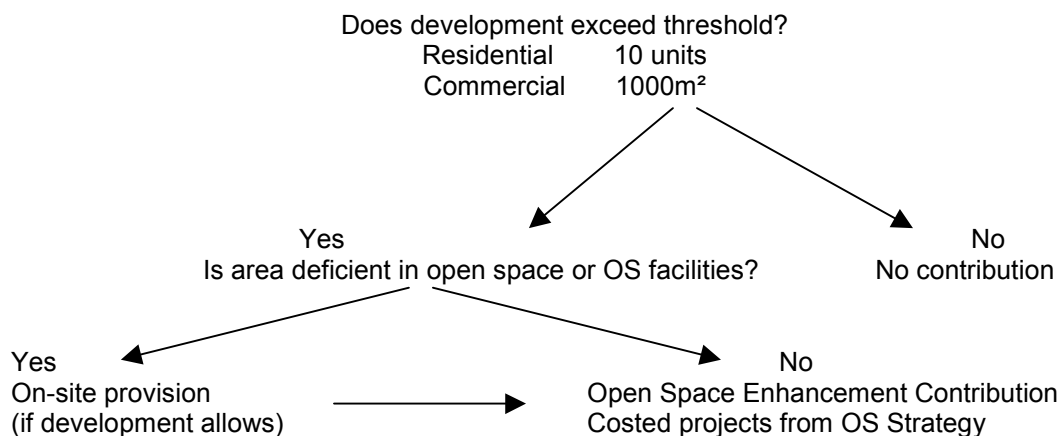 Does development exceed threshold?
Residential 10 units
Commercial 1000m²
Yes
Is area deficient in open space or OS facilities?
No
No contribution
Yes
On-site provision
(if development allows)
No
Open Space Enhancement Contribution
Costed projects from OS Strategy